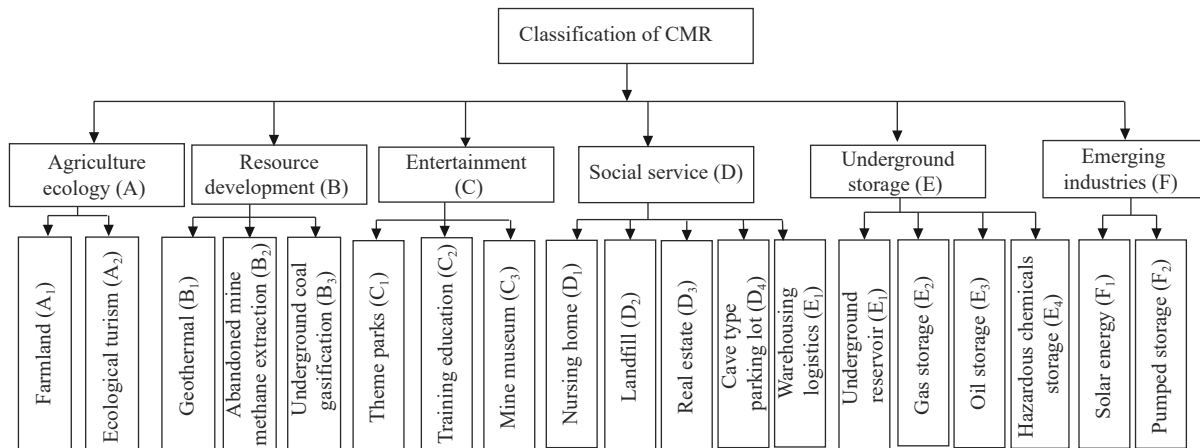 Classification of CMR
Agriculture
ecology (A)
Resource
development (B)
Entertainment
(C)
Social service (D)
Underground
storage (E)
Emerging
industries (F)
Farmland (A₁)
Ecological turism (A₂)
Geothermal (B₁)
Abandoned mine
methane extraction (B₂)
Underground coal
gasification (B₃)
Theme parks (C₁)
Training education (C₂)
Mine museum (C₃)
Nursing home (D₁)
Landfill (D₂)
Real estate (D₃)
Cave type
parking lot (D₄)
Warehousing
logistics (E₁)
Underground
reservoir (E₁)
Gas storage (E₂)
Oil storage (E₃)
Hazardous chemicals
storage (E₄)
Solar energy (F₁)
Pumped storage (F₂)